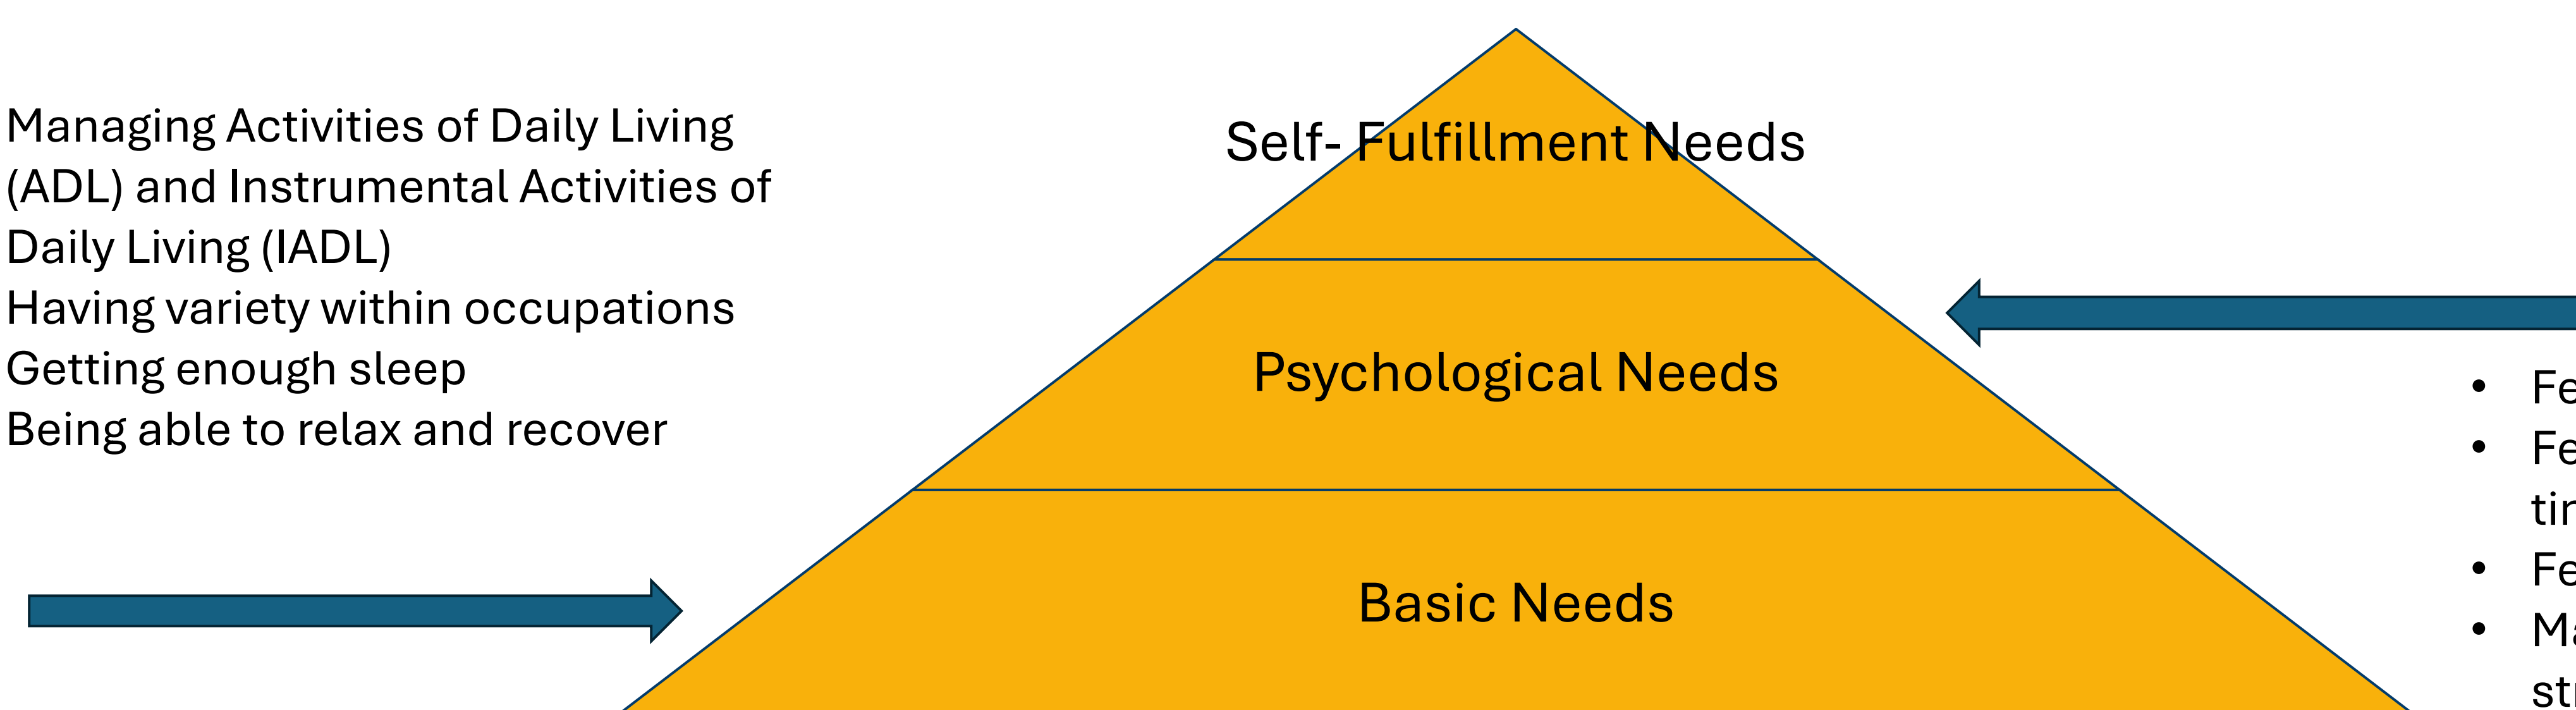 Managing Activities of Daily Living
(ADL) and Instrumental Activities of
Daily Living (IADL)
Having variety within occupations
Getting enough sleep
Being able to relax and recover
Self- Fulfillment Needs
Psychological Needs
Basic Needs